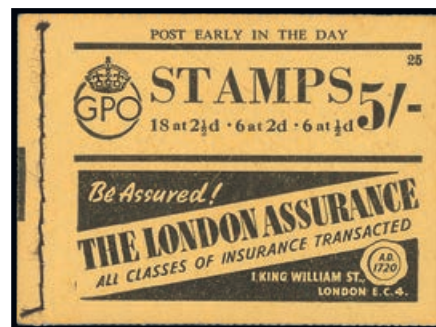 POST EARLY IN THE DAY
25
GPO
STAMPS 5/-
18 at 2½d · 6 at 2d · 6 at ½d
Be Assured!
THE LONDON ASSURANCE
ALL CLASSES OF INSURANCE TRANSACTED
A.D.
1720
1 KING WILLIAM ST.,
LONDON E.C.4.